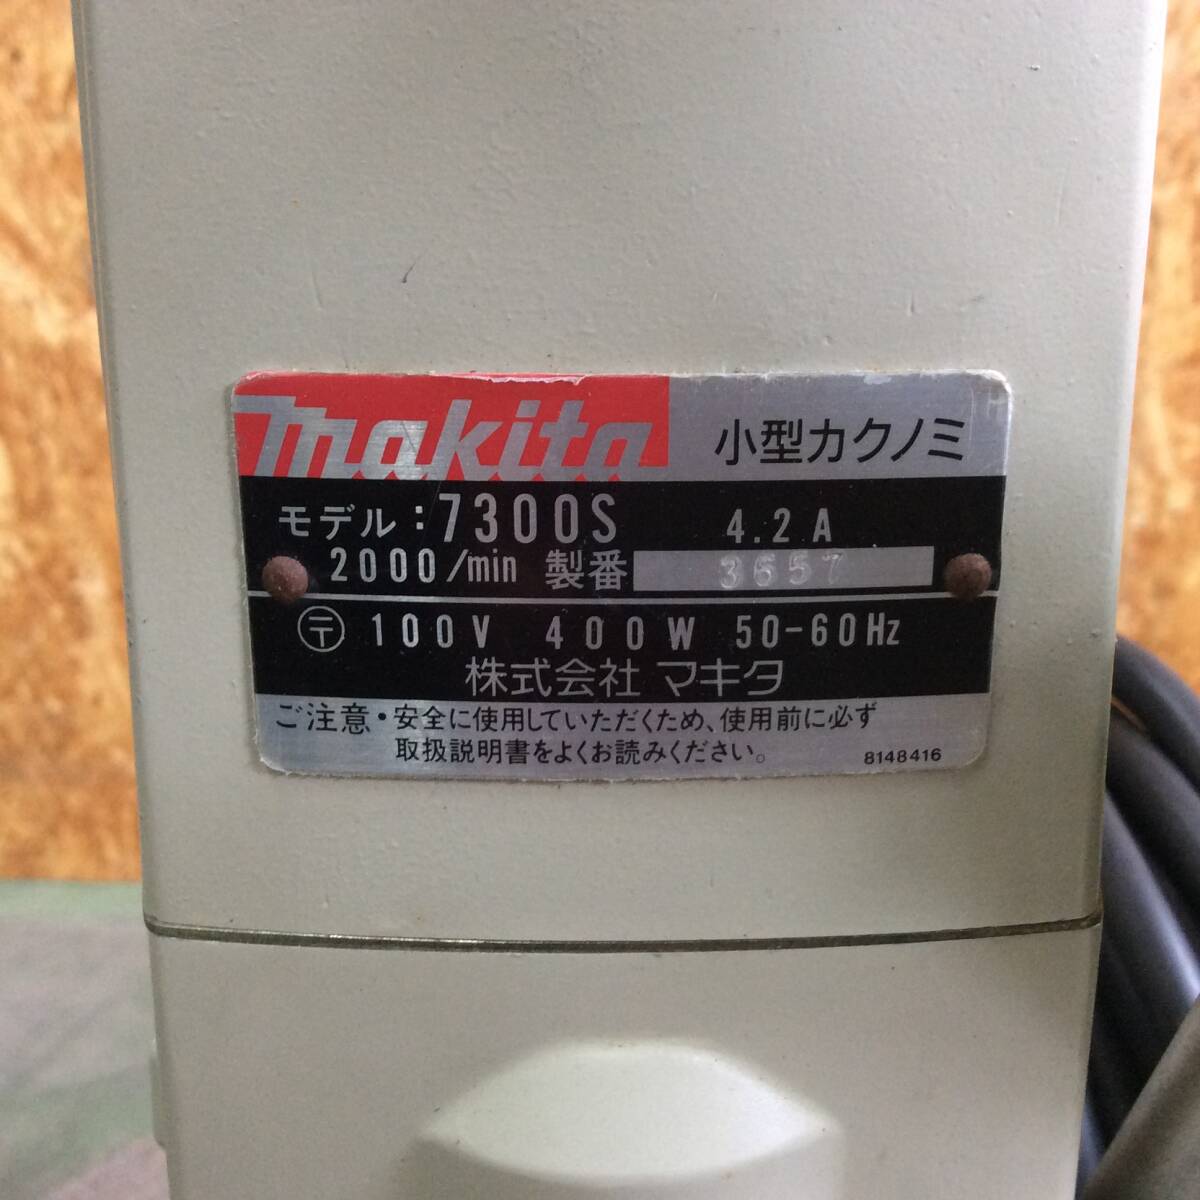 makita 小型カクノミ
モデル：7300S 4.2A
2000/min 製番 3657
〒 100V 400W 50-60Hz
株式会社 マキタ
ご注意・安全に使用していただくため、使用前に必ず
取扱説明書をよくお読みください。 8148416